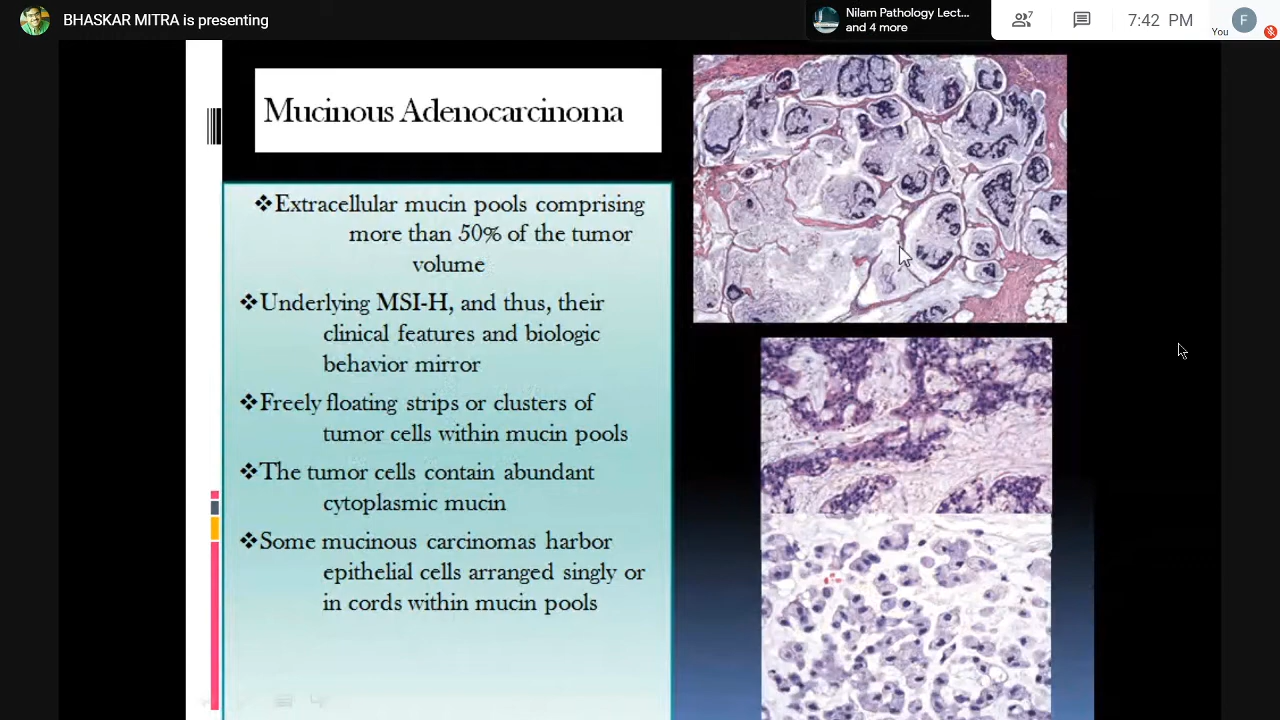 BHASKAR MITRA is presenting
Nilam Pathology Lect...
and 4 more
7
7:42 PM
You
F
Mucinous Adenocarcinoma
❖Extracellular mucin pools comprising
more than 50% of the tumor
volume
❖Underlying MSI-H, and thus, their
clinical features and biologic
behavior mirror
❖Freely floating strips or clusters of
tumor cells within mucin pools
❖The tumor cells contain abundant
cytoplasmic mucin
❖Some mucinous carcinomas harbor
epithelial cells arranged singly or
in cords within mucin pools